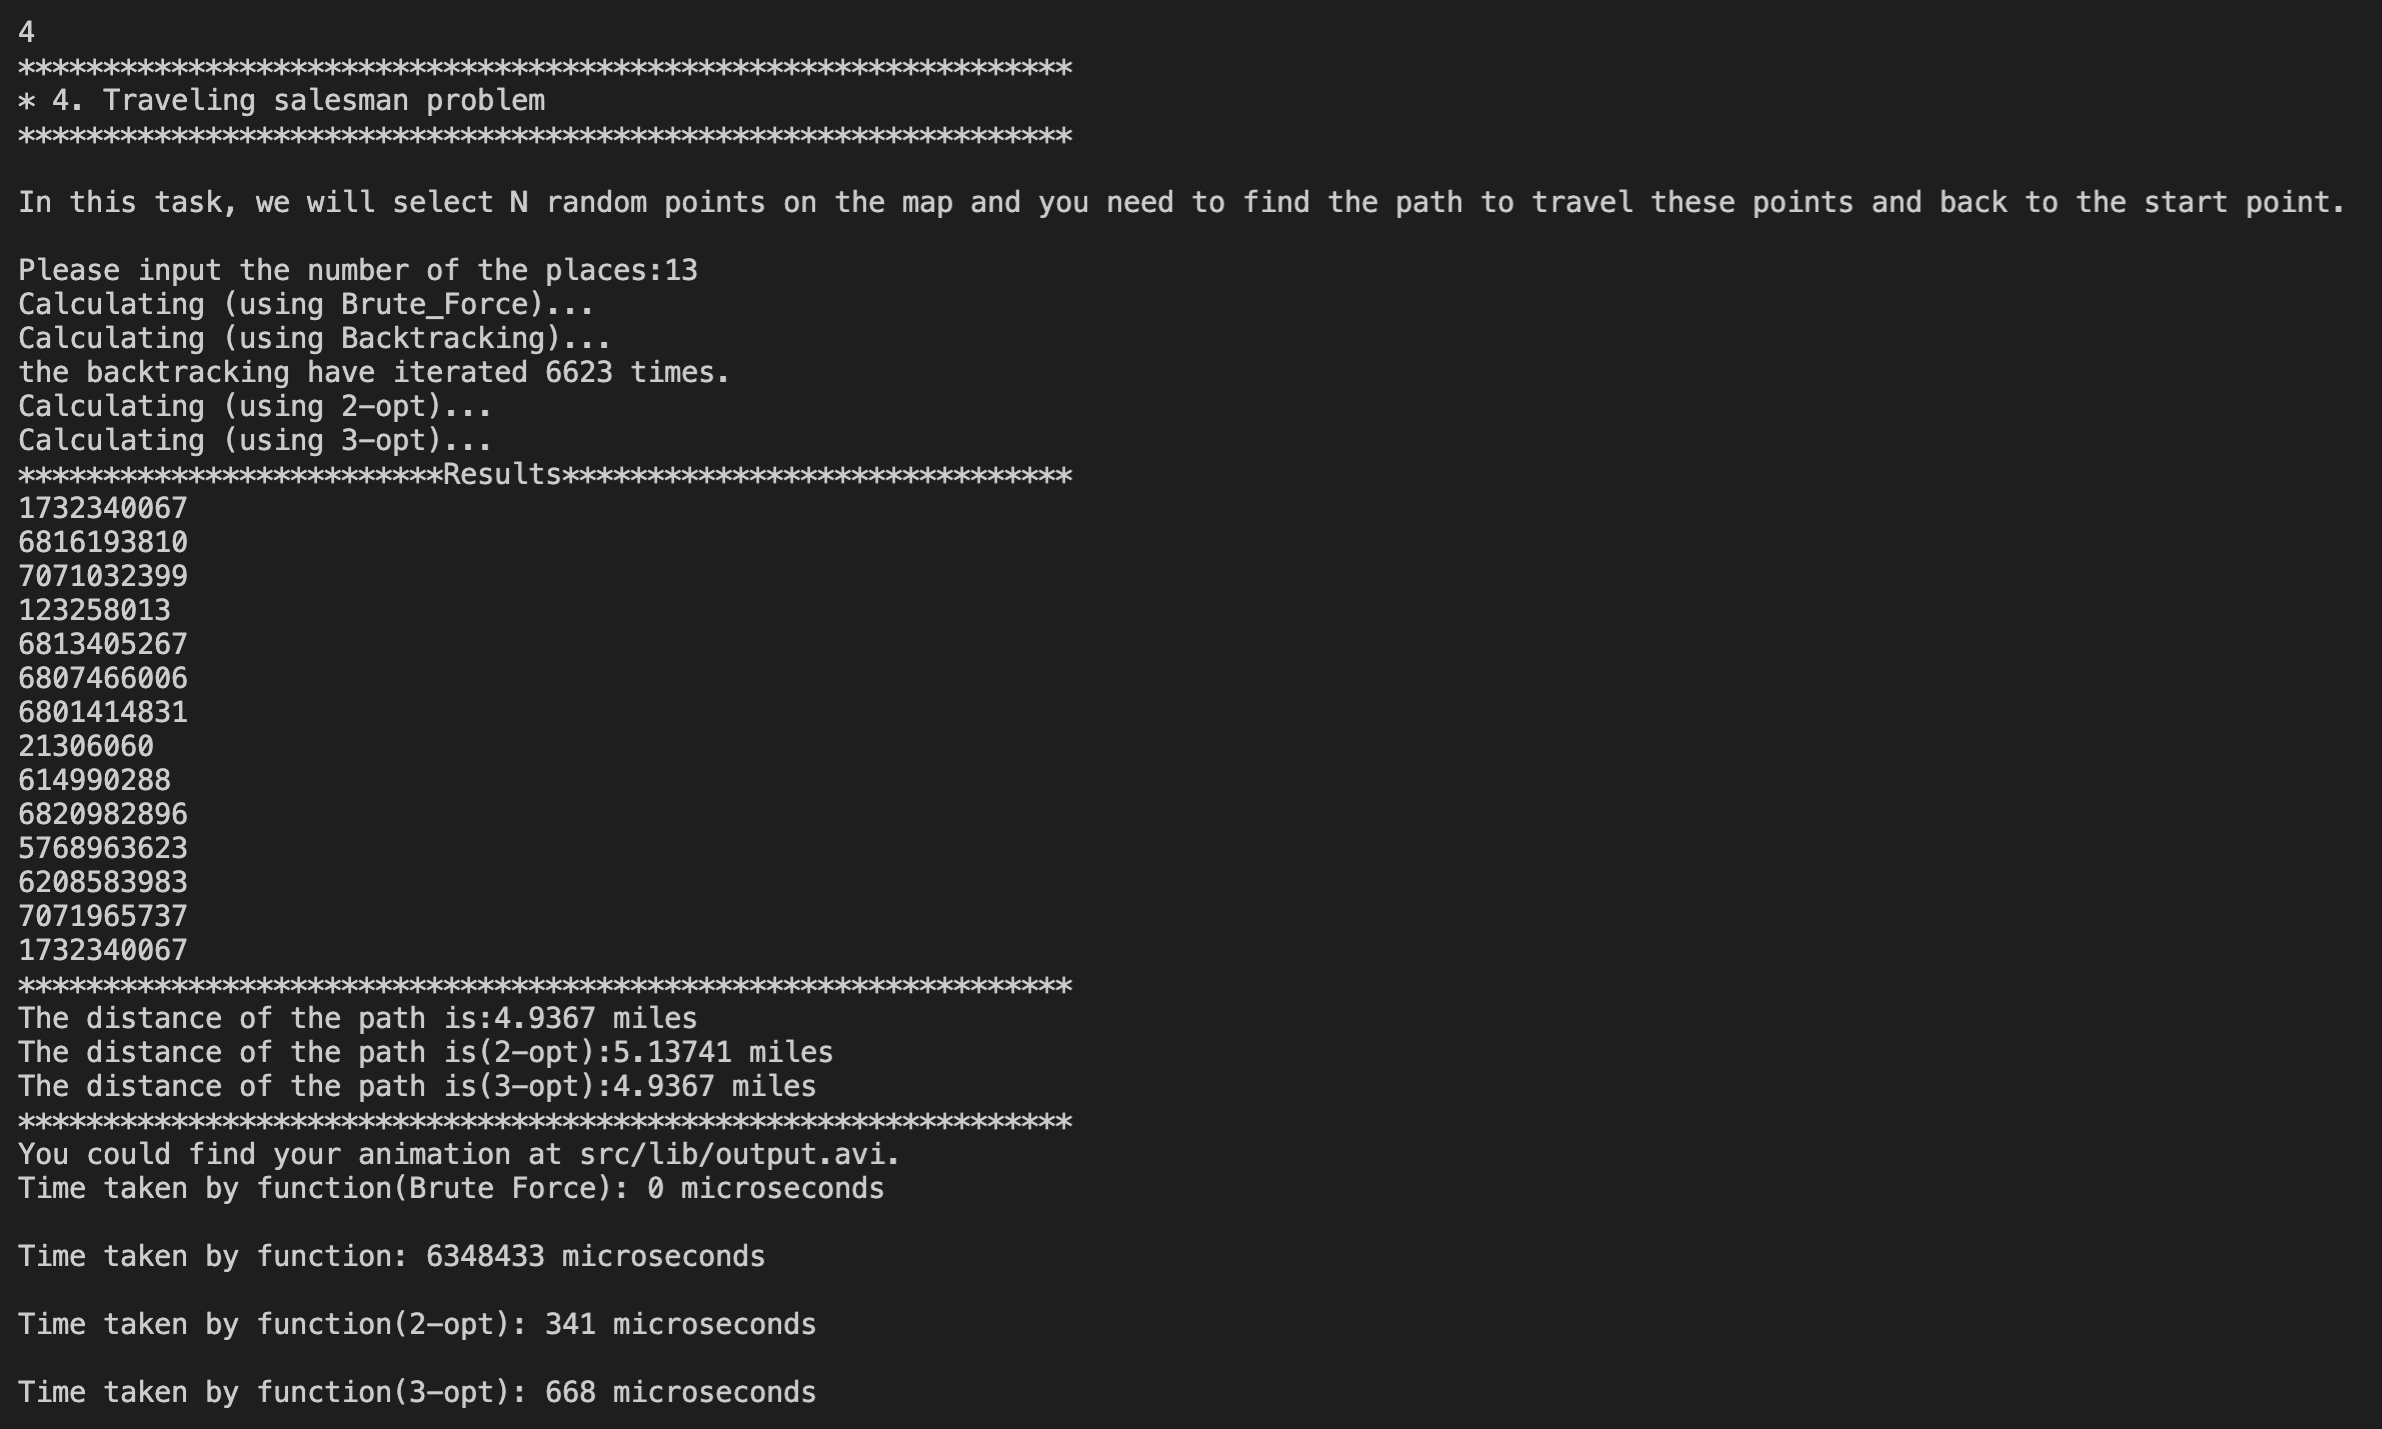 4
**************************************************************
* 4. Traveling salesman problem
**************************************************************
In this task, we will select N random points on the map and you need to find the path to travel these points and back to the start point.
Please input the number of the places:13
Calculating (using Brute_Force)...
Calculating (using Backtracking)...
the backtracking have iterated 6623 times.
Calculating (using 2-opt)...
Calculating (using 3-opt)...
*************************Results******************************
1732340067
6816193810
7071032399
123258013
6813405267
6807466006
6801414831
21306060
614990288
6820982896
5768963623
6208583983
7071965737
1732340067
**************************************************************
The distance of the path is:4.9367 miles
The distance of the path is(2-opt):5.13741 miles
The distance of the path is(3-opt):4.9367 miles
**************************************************************
You could find your animation at src/lib/output.avi.
Time taken by function(Brute Force): 0 microseconds
Time taken by function: 6348433 microseconds
Time taken by function(2-opt): 341 microseconds
Time taken by function(3-opt): 668 microseconds